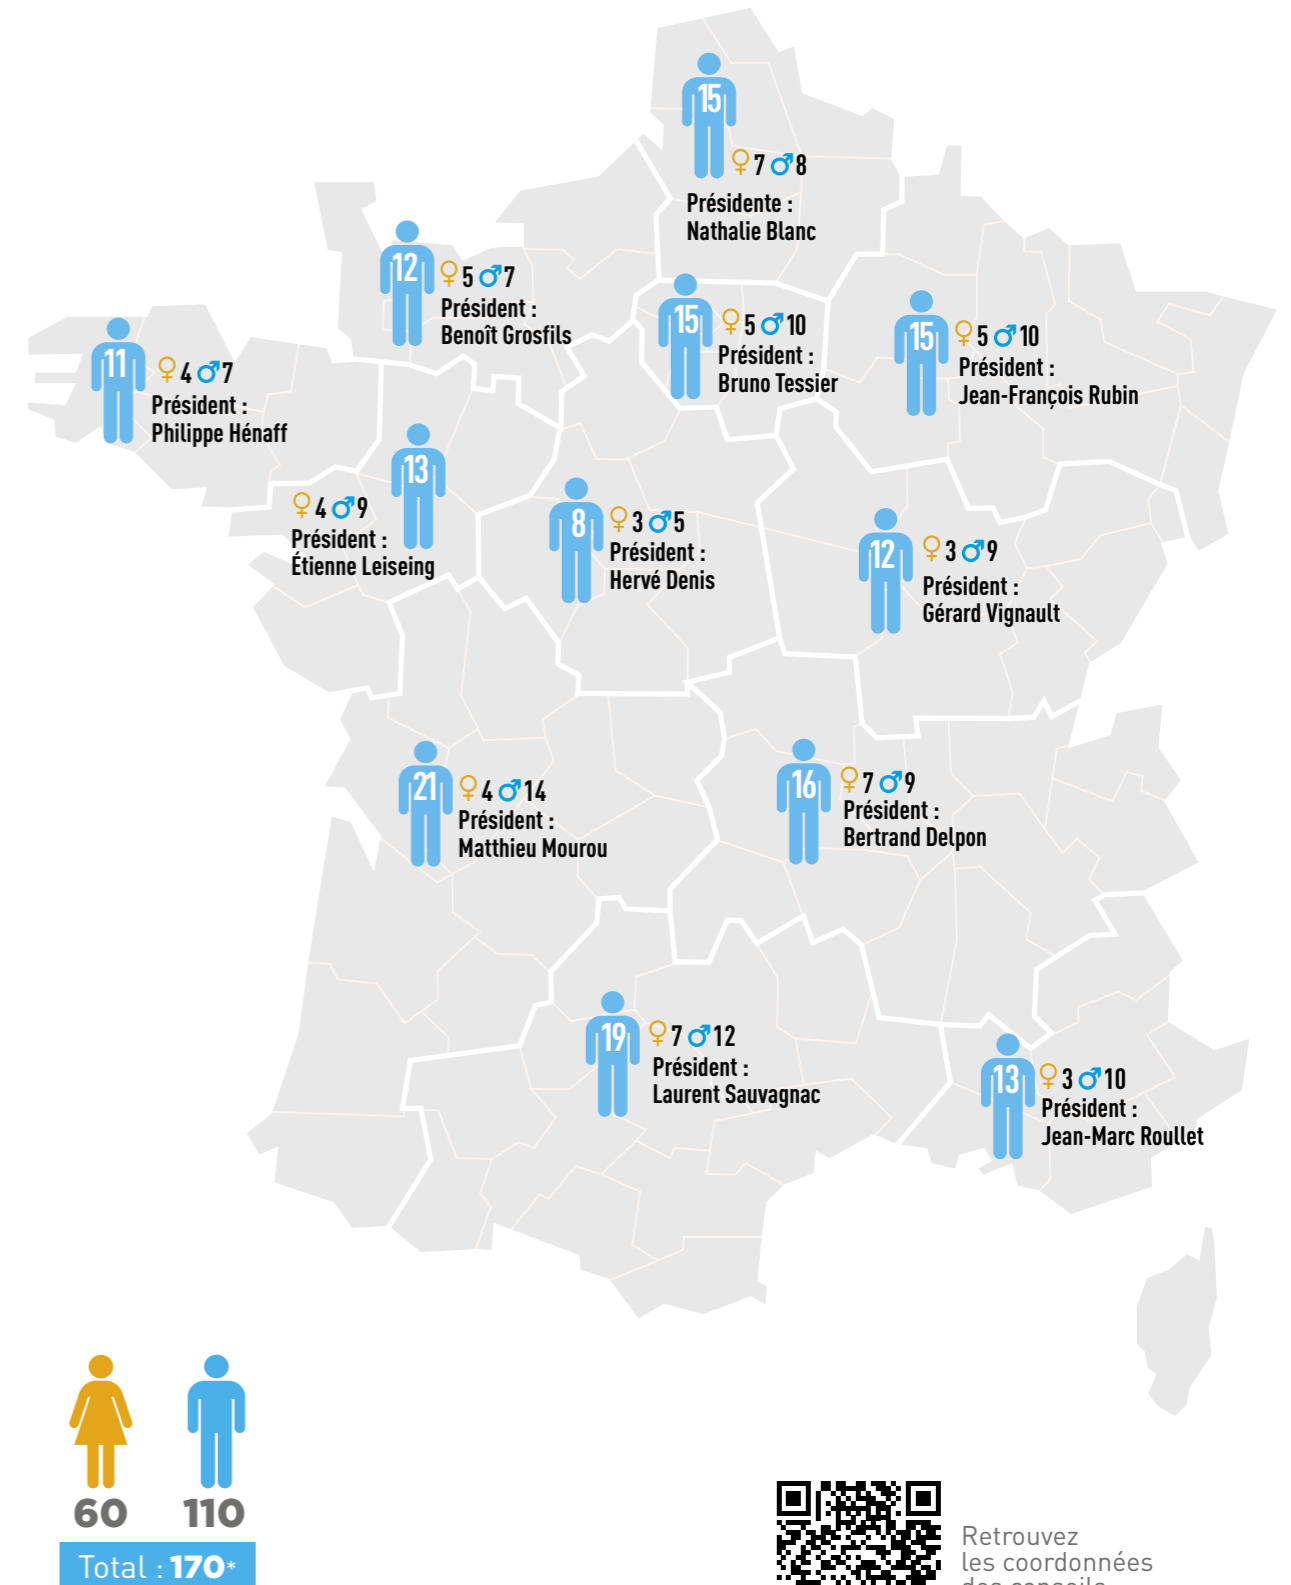 15
♀7 ♂8
Présidente :
Nathalie Blanc
12
♀5 ♂7
Président :
Benoît Grosfils
15
♀5 ♂10
Président :
Bruno Tessier
15
♀5 ♂10
Président :
Jean-François Rubin
11
♀4 ♂7
Président :
Philippe Hénaff
13
♀4 ♂9
Président :
Étienne Leiseing
8
♀3 ♂5
Président :
Hervé Denis
12
♀3 ♂9
Président :
Gérard Vignault
21
♀4 ♂14
Président :
Matthieu Mourou
16
♀7 ♂9
Président :
Bertrand Delpon
19
♀7 ♂12
Président :
Laurent Sauvagnac
13
♀3 ♂10
Président :
Jean-Marc Roullet
60 110
Total : 170*
Retrouvez
les coordonnées
des conseils